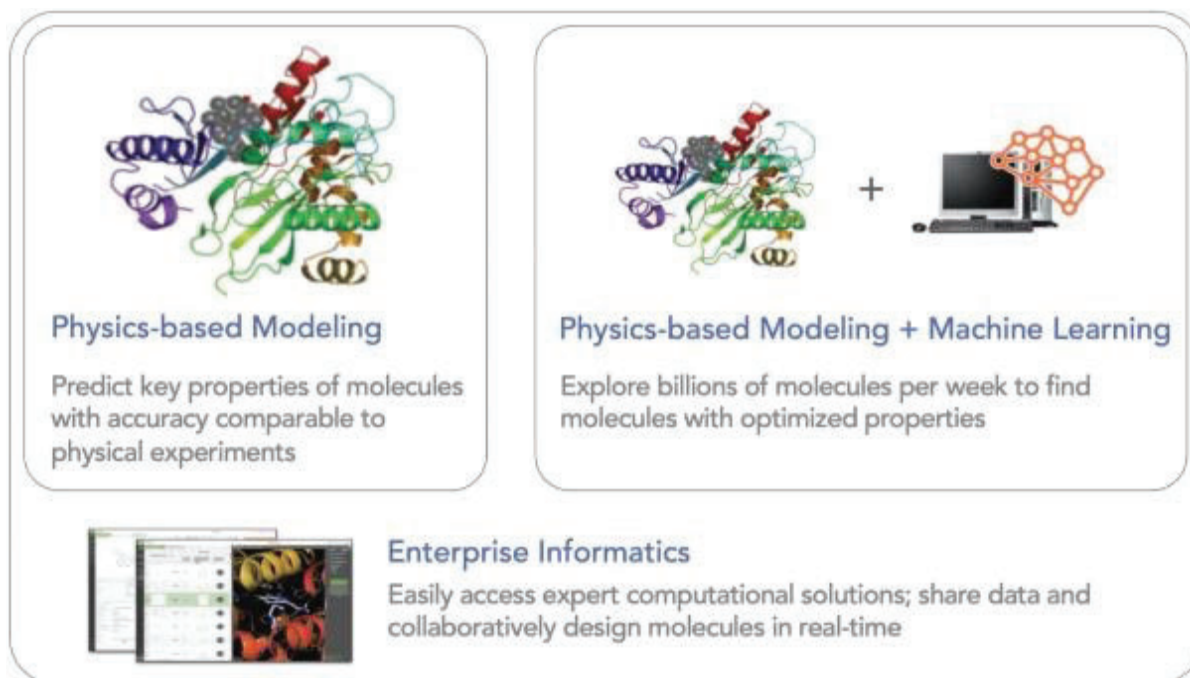 Physics-based Modeling
Predict key properties of molecules
with accuracy comparable to
physical experiments
+
Physics-based Modeling + Machine Learning
Explore billions of molecules per week to find
molecules with optimized properties
Enterprise Informatics
Easily access expert computational solutions; share data and
collaboratively design molecules in real-time